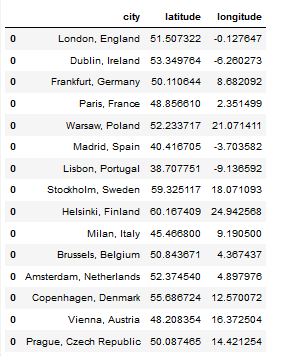 city latitude longitude
0 London, England 51.507322 -0.127647
0 Dublin, Ireland 53.349764 -6.260273
0 Frankfurt, Germany 50.110644 8.682092
0 Paris, France 48.856610 2.351499
0 Warsaw, Poland 52.233717 21.071411
0 Madrid, Spain 40.416705 -3.703582
0 Lisbon, Portugal 38.707751 -9.136592
0 Stockholm, Sweden 59.325117 18.071093
0 Helsinki, Finland 60.167409 24.942568
0 Milan, Italy 45.466800 9.190500
0 Brussels, Belgium 50.843671 4.367437
0 Amsterdam, Netherlands 52.374540 4.897976
0 Copenhagen, Denmark 55.686724 12.570072
0 Vienna, Austria 48.208354 16.372504
0 Prague, Czech Republic 50.087465 14.421254